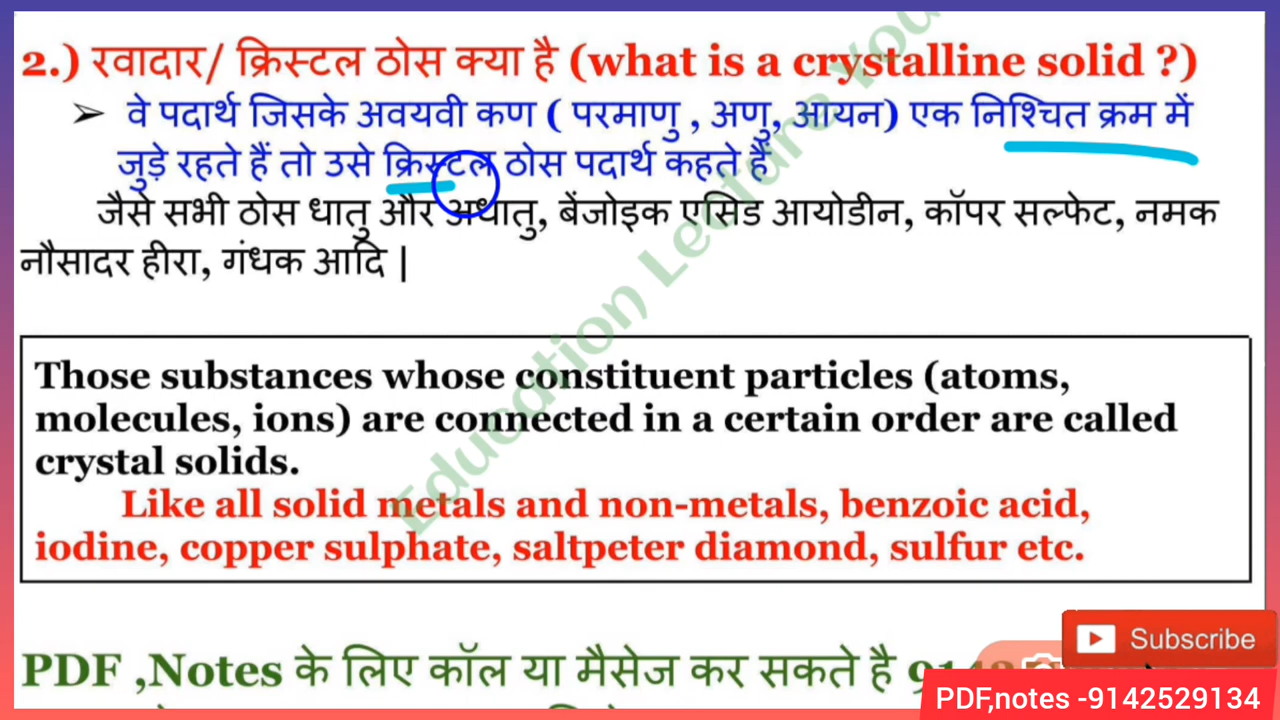 2.) रवादार/ क्रिस्टल ठोस क्या है (what is a crystalline solid ?)
➢ वे पदार्थ जिसके अवयवी कण ( परमाणु , अणु, आयन) एक निश्चित क्रम में
जुड़े रहते हैं तो उसे क्रिस्टल ठोस पदार्थ कहते हैं
जैसे सभी ठोस धातु और अधातु, बेंजोइक एसिड आयोडीन, कॉपर सल्फेट, नमक
नौसादर हीरा, गंधक आदि |
Those substances whose constituent particles (atoms,
molecules, ions) are connected in a certain order are called
crystal solids.
Like all solid metals and non-metals, benzoic acid,
iodine, copper sulphate, saltpeter diamond, sulfur etc.
Education Lecture You
PDF ,Notes के लिए कॉल या मैसेज कर सकते है
Subscribe
PDF,notes -9142529134